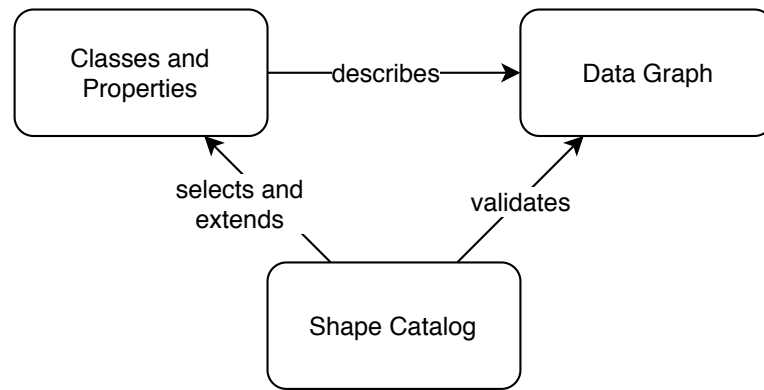 Classes and
Properties
describes
Data Graph
selects and
extends
validates
Shape Catalog